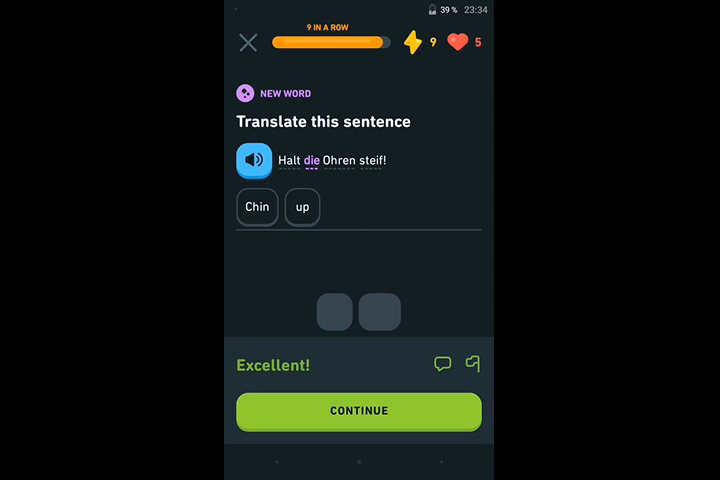 39 % 23:34
9 IN A ROW
9 5
NEW WORD
Translate this sentence
Halt die Ohren steif!
Chin up
Excellent!
CONTINUE